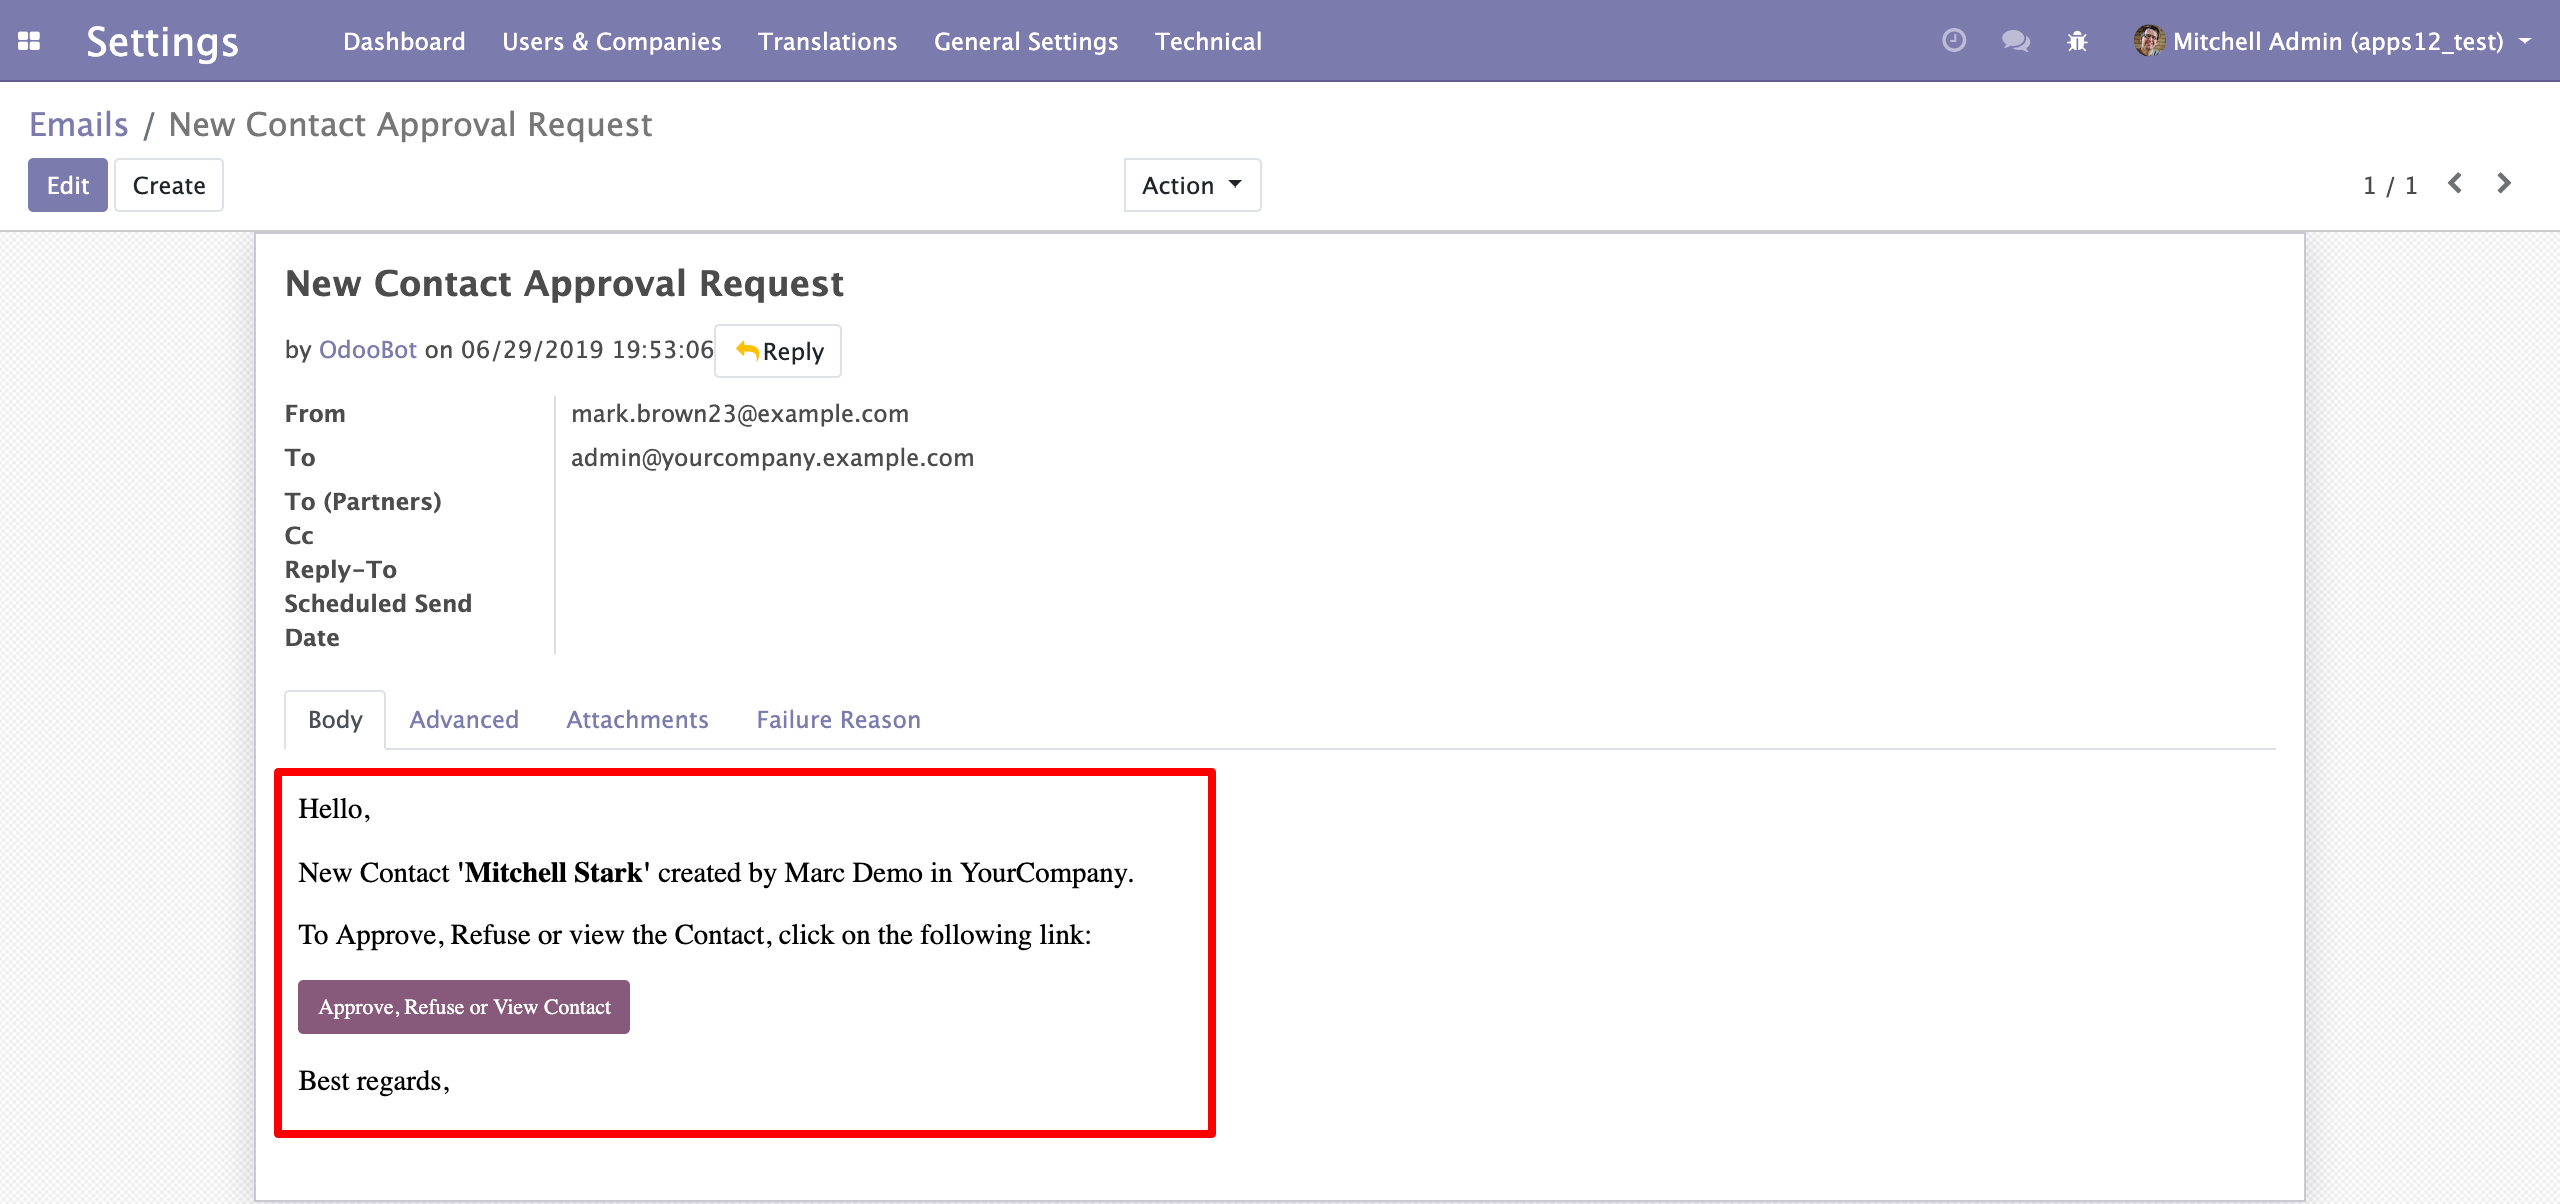 Settings Dashboard Users & Companies Translations General Settings Technical Mitchell Admin (apps12_test)
Emails / New Contact Approval Request
Edit Create Action 1 / 1
New Contact Approval Request
by OdooBot on 06/29/2019 19:53:06 Reply
From mark.brown23@example.com
To admin@yourcompany.example.com
To (Partners)
Cc
Reply-To
Scheduled Send
Date
Body Advanced Attachments Failure Reason
Hello,
New Contact 'Mitchell Stark' created by Marc Demo in YourCompany.
To Approve, Refuse or view the Contact, click on the following link:
Approve, Refuse or View Contact
Best regards,